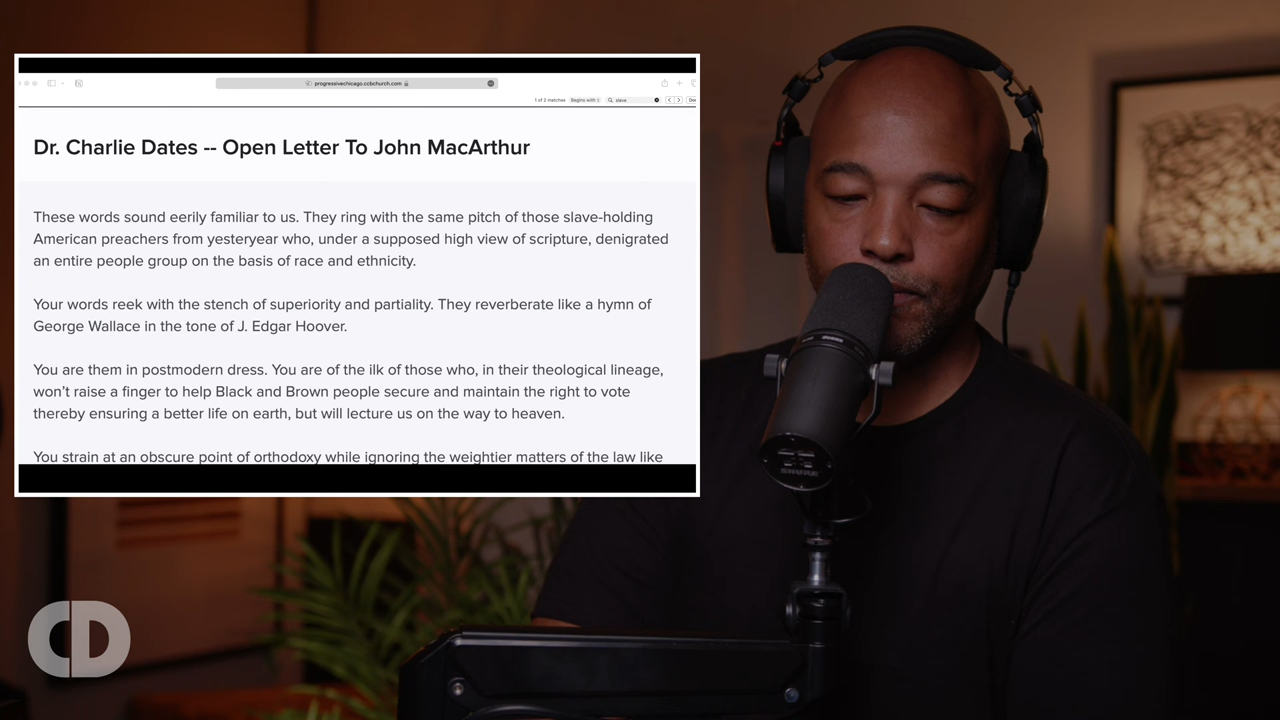 progressivechicago.ccbchurch.com
1 of 2 matches Begins with slave
Dr. Charlie Dates -- Open Letter To John MacArthur
These words sound eerily familiar to us. They ring with the same pitch of those slave-holding
American preachers from yesteryear who, under a supposed high view of scripture, denigrated
an entire people group on the basis of race and ethnicity.
Your words reek with the stench of superiority and partiality. They reverberate like a hymn of
George Wallace in the tone of J. Edgar Hoover.
You are them in postmodern dress. You are of the ilk of those who, in their theological lineage,
won’t raise a finger to help Black and Brown people secure and maintain the right to vote
thereby ensuring a better life on earth, but will lecture us on the way to heaven.
You strain at an obscure point of orthodoxy while ignoring the weightier matters of the law like
CD